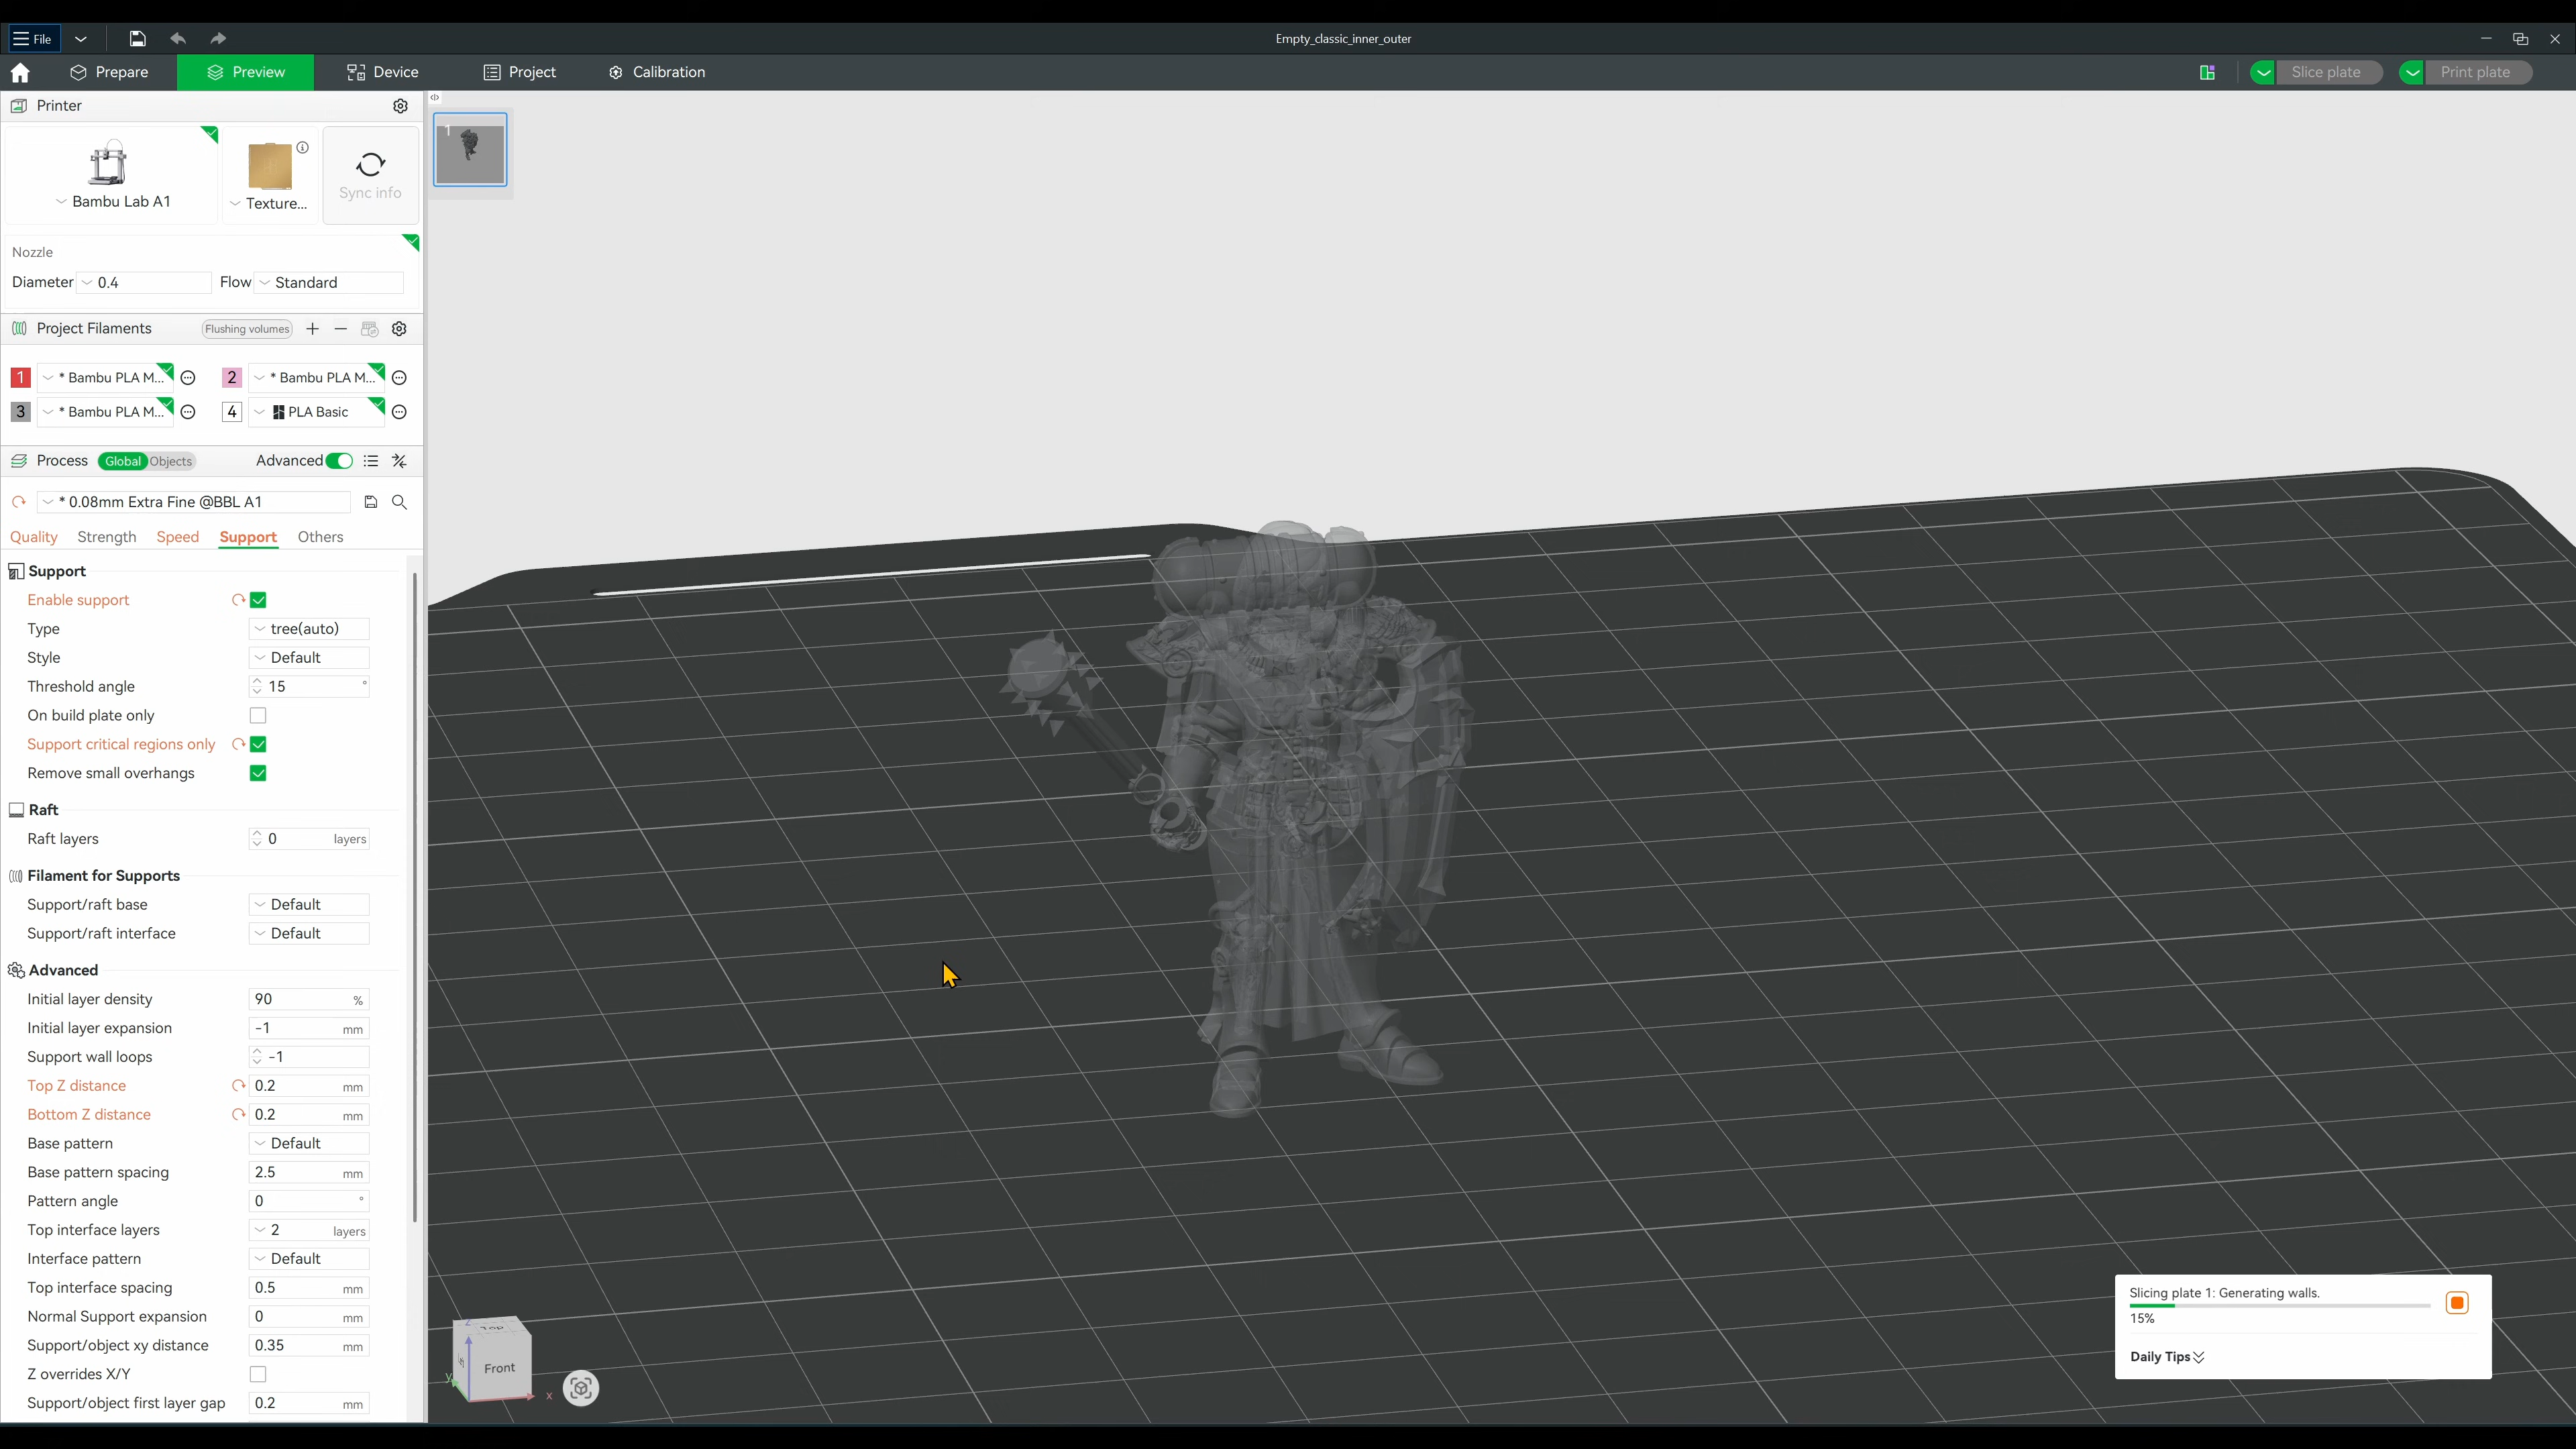 File
Empty_classic_inner_outer
Prepare
Preview
Device
Project
Calibration
Slice plate
Print plate
Printer
Bambu Lab A1
Texture...
Sync info
1
Nozzle
Diameter 0.4 Flow Standard
Project Filaments Flushing volumes
1 * Bambu PLA M... 2 * Bambu PLA M...
3 * Bambu PLA M... 4 PLA Basic
Process Global Objects Advanced
* 0.08mm Extra Fine @BBL A1
Quality Strength Speed Support Others
Support
Enable support
Type tree(auto)
Style Default
Threshold angle 15 °
On build plate only
Support critical regions only
Remove small overhangs
Raft
Raft layers 0 layers
Filament for Supports
Support/raft base Default
Support/raft interface Default
Advanced
Initial layer density 90 %
Initial layer expansion -1 mm
Support wall loops -1
Top Z distance 0.2 mm
Bottom Z distance 0.2 mm
Base pattern Default
Base pattern spacing 2.5 mm
Pattern angle 0 °
Top interface layers 2 layers
Interface pattern Default
Top interface spacing 0.5 mm
Normal Support expansion 0 mm
Support/object xy distance 0.35 mm
Z overrides X/Y
Support/object first layer gap 0.2 mm
Top
Front
z
y
x
Slicing plate 1: Generating walls.
15%
Daily Tips